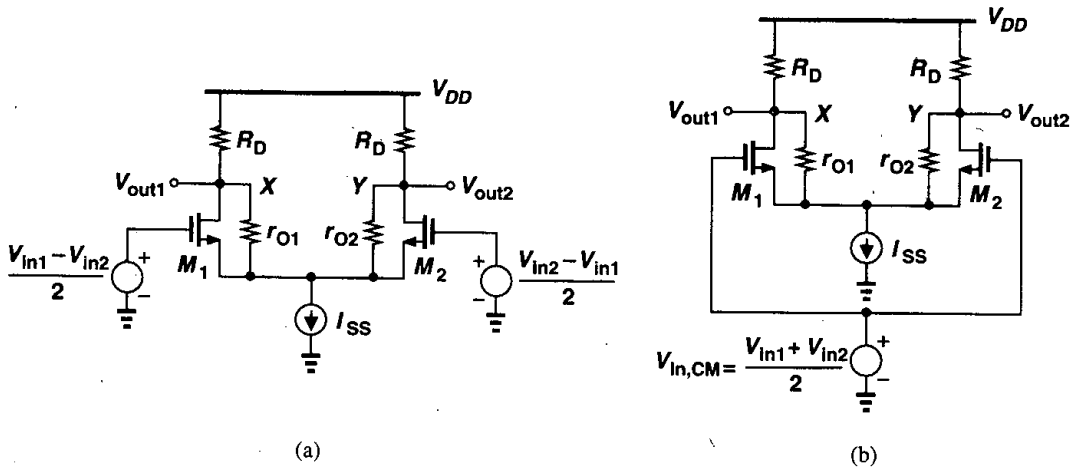 V_DD
R_D R_D
V_out1 X Y V_out2
r_O1 r_O2
M_1 M_2
V_in1 − V_in2
2
+
−
V_in2 − V_in1
2
+
−
I_SS
(a)
V_DD
R_D R_D
V_out1 X Y V_out2
r_O1 r_O2
M_1 M_2
I_SS
V_in,CM = V_in1 + V_in2
2
+
−
(b)